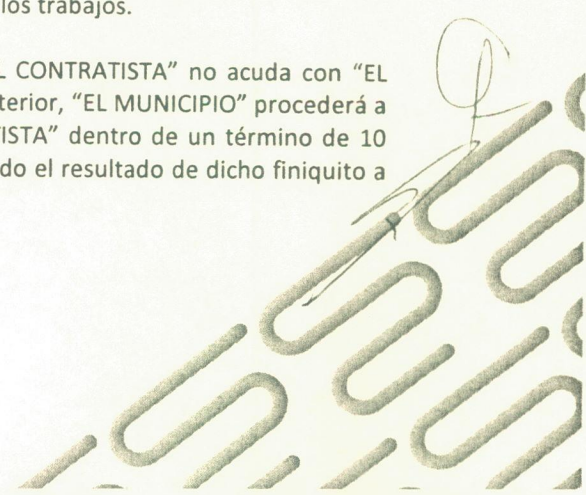 los trabajos.
CONTRATISTA” no acuda con “EL
terior, “EL MUNICIPIO” procederá a
ISTA” dentro de un término de 10
do el resultado de dicho finiquito a